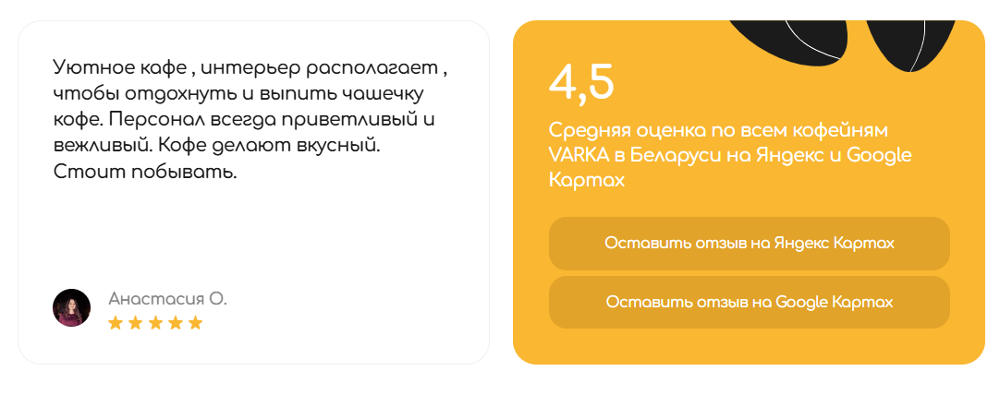 Уютное кафе , интерьер располагает ,
чтобы отдохнуть и выпить чашечку
кофе. Персонал всегда приветливый и
вежливый. Кофе делают вкусный.
Стоит побывать.
Анастасия О.
4,5
Средняя оценка по всем кофейням
VARKA в Беларуси на Яндекс и Google
Картах
Оставить отзыв на Яндекс Картах
Оставить отзыв на Google Картах